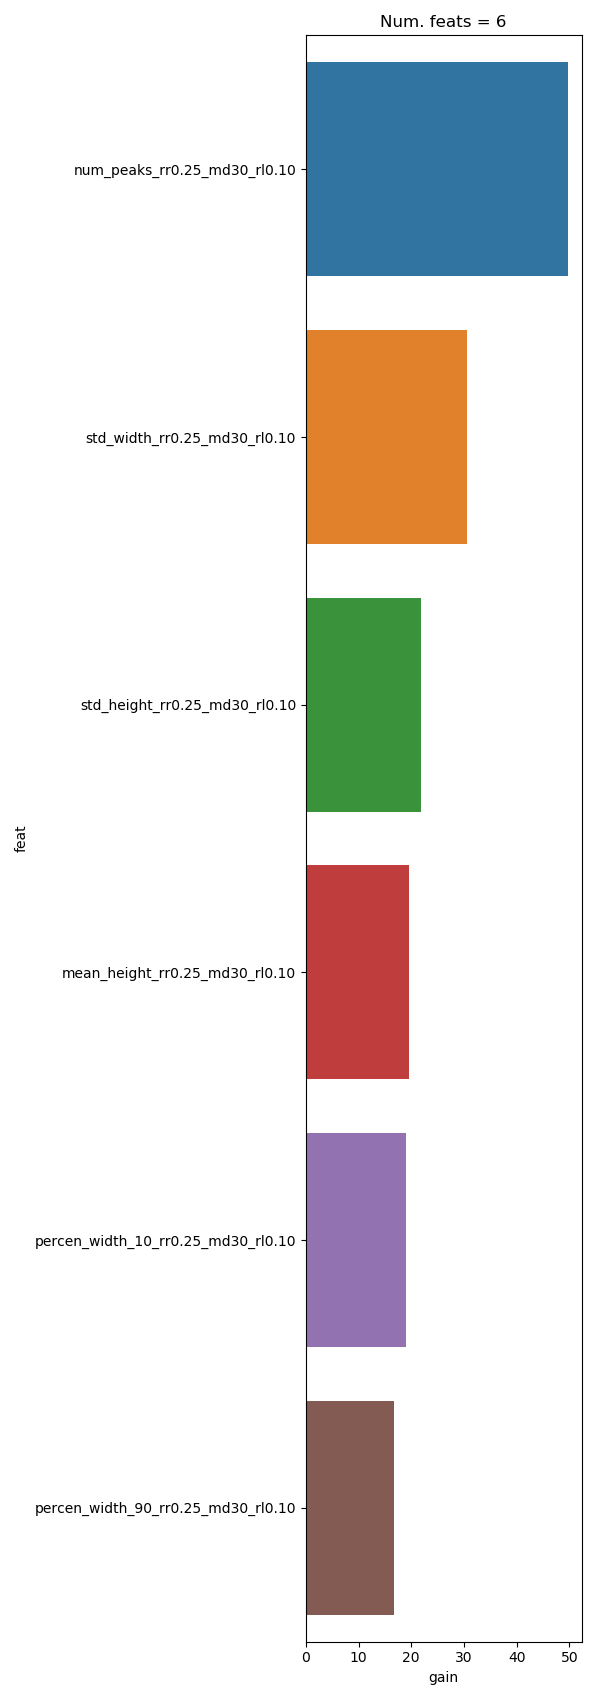 Num. feats = 6
num_peaks_rr0.25_md30_rl0.10
std_width_rr0.25_md30_rl0.10
std_height_rr0.25_md30_rl0.10
feat
mean_height_rr0.25_md30_rl0.10
percen_width_10_rr0.25_md30_rl0.10
percen_width_90_rr0.25_md30_rl0.10
0 10 20 30 40 50
gain